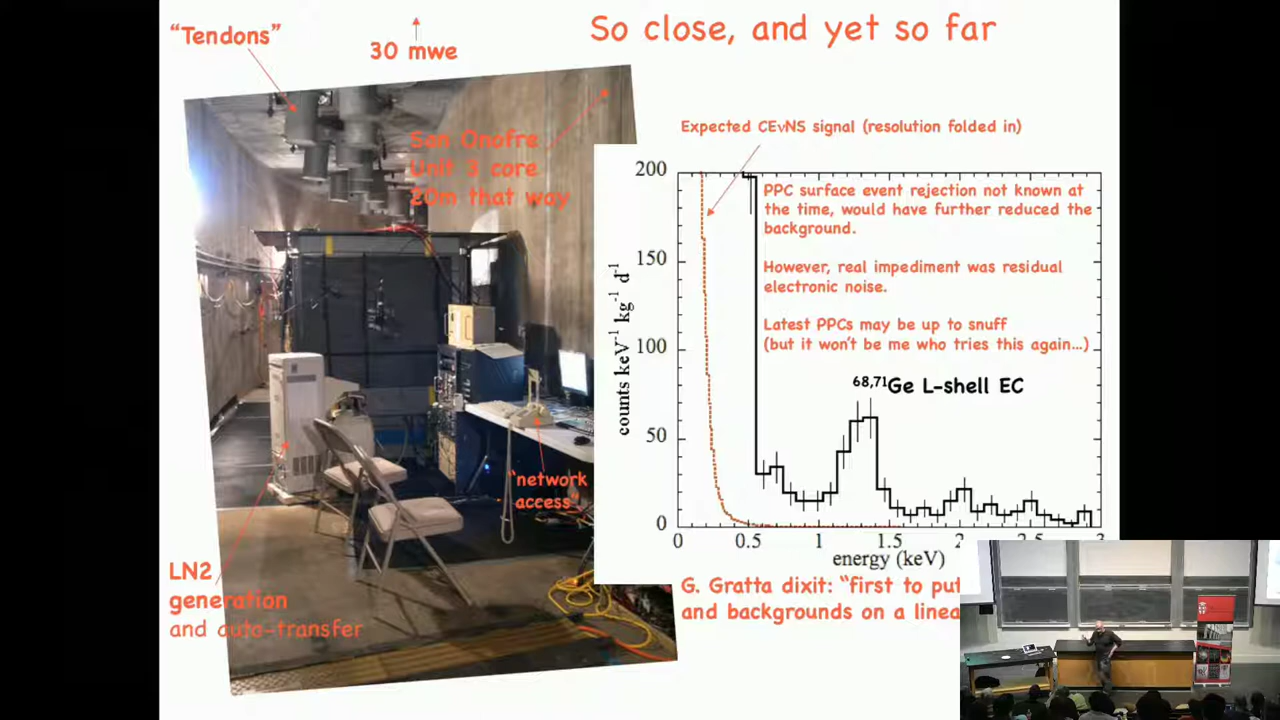 “Tendons”
30 mwe
So close, and yet so far
San Onofre
Unit 3 core
20m that way
Expected CEνNS signal (resolution folded in)
PPC surface event rejection not known at
the time, would have further reduced the
background.
However, real impediment was residual
electronic noise.
Latest PPCs may be up to snuff
(but it won't be me who tries this again...)
68,71Ge L-shell EC
200
150
100
50
0
counts keV-1 kg-1 d-1
0
0.5
1
1.5
2
energy (keV)
“network
access”
LN2
generation
and auto-transfer
G. Gratta dixit: “first to put
and backgrounds on a linea